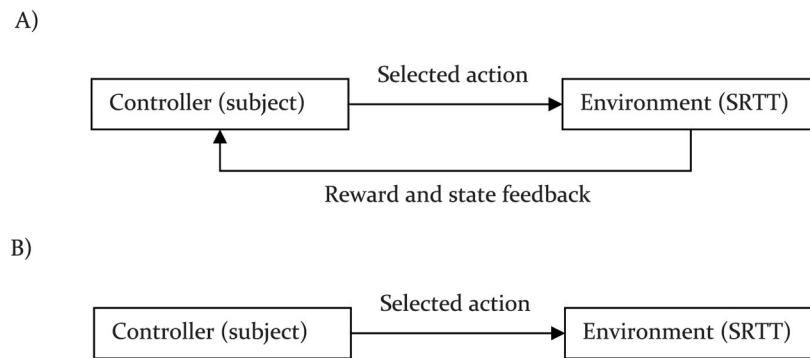 A)
Selected action
Controller (subject)
Environment (SRTT)
Reward and state feedback
B)
Selected action
Controller (subject)
Environment (SRTT)